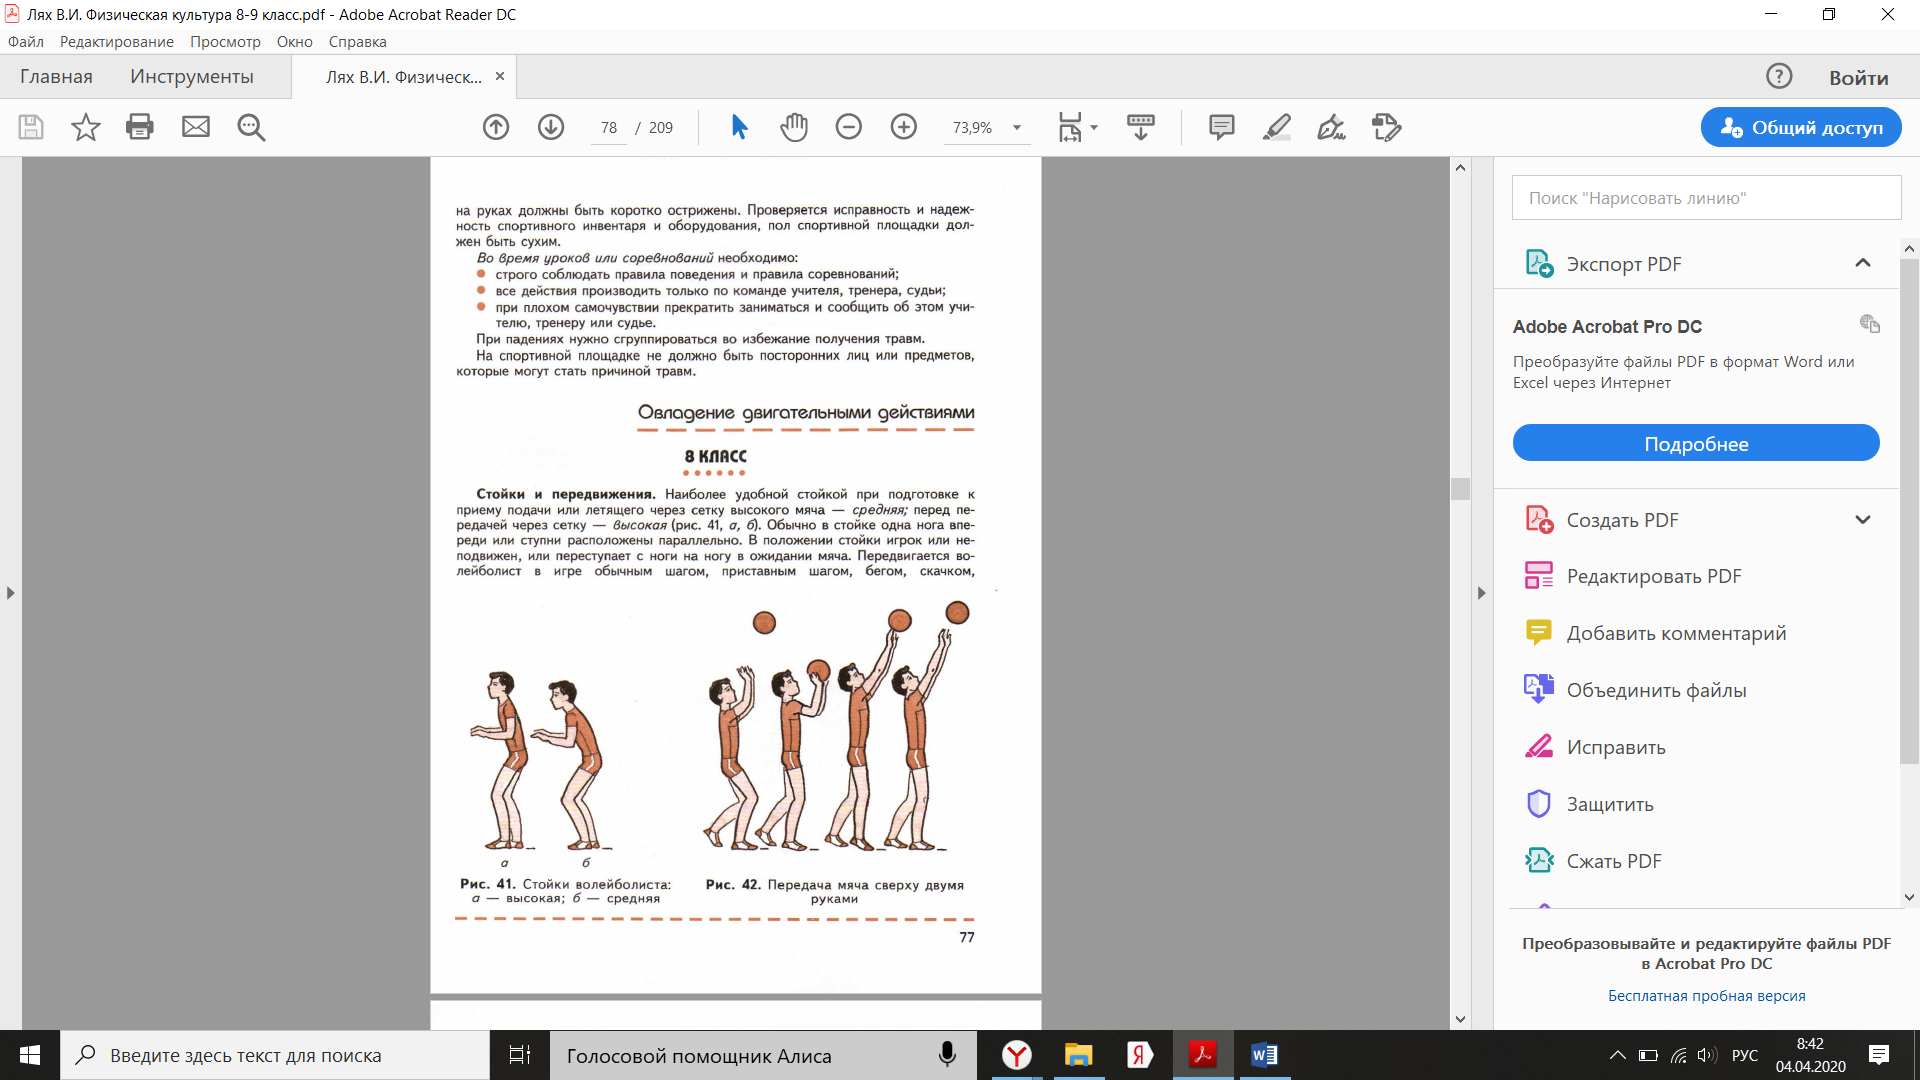 Лях В.И. Физическая культура 8-9 класс.pdf - Adobe Acrobat Reader DC
Файл Редактирование Просмотр Окно Справка
Главная Инструменты Лях В.И. Физическ... × Войти
78 / 209 73,9% Общий доступ
на руках должны быть коротко острижены. Проверяется исправность и надеж-
ность спортивного инвентаря и оборудования, пол спортивной площадки дол-
жен быть сухим.
Во время уроков или соревнований необходимо:
строго соблюдать правила поведения и правила соревнований;
все действия производить только по команде учителя, тренера, судьи;
при плохом самочувствии прекратить заниматься и сообщить об этом учи-
телю, тренеру или судье.
При падениях нужно сгруппироваться во избежание получения травм.
На спортивной площадке не должно быть посторонних лиц или предметов,
которые могут стать причиной травм.
Овладение двигательными действиями
8 КЛАСС
Стойки и передвижения. Наиболее удобной стойкой при подготовке к
приему подачи или летящего через сетку высокого мяча — средняя; перед пе-
редачей через сетку — высокая (рис. 41, а, б). Обычно в стойке одна нога впе-
реди или ступни расположены параллельно. В положении стойки игрок или не-
подвижен, или переступает с ноги на ногу в ожидании мяча. Передвигается во-
лейболист в игре обычным шагом, приставным шагом, бегом, скачком,
а б
Рис. 41. Стойки волейболиста:
а — высокая; б — средняя
Рис. 42. Передача мяча сверху двумя
руками
77
Поиск "Нарисовать линию"
Экспорт PDF
Adobe Acrobat Pro DC
Преобразуйте файлы PDF в формат Word или
Excel через Интернет
Подробнее
Создать PDF
Редактировать PDF
Добавить комментарий
Объединить файлы
Исправить
Защитить
Сжать PDF
Преобразовывайте и редактируйте файлы PDF
в Acrobat Pro DC
Бесплатная пробная версия
Введите здесь текст для поиска
Голосовой помощник Алиса
РУС
8:42
04.04.2020